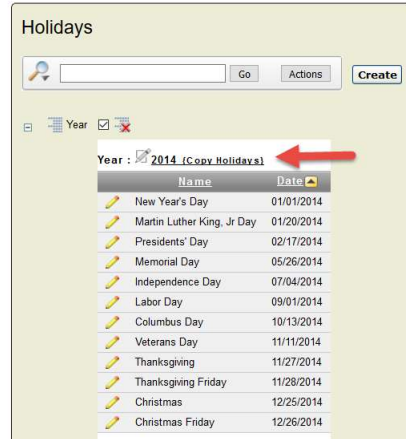 Holidays
Go Actions Create
Year
Year : 2014 (Copy Holidays)
Name Date
New Year's Day 01/01/2014
Martin Luther King, Jr Day 01/20/2014
Presidents' Day 02/17/2014
Memorial Day 05/26/2014
Independence Day 07/04/2014
Labor Day 09/01/2014
Columbus Day 10/13/2014
Veterans Day 11/11/2014
Thanksgiving 11/27/2014
Thanksgiving Friday 11/28/2014
Christmas 12/25/2014
Christmas Friday 12/26/2014